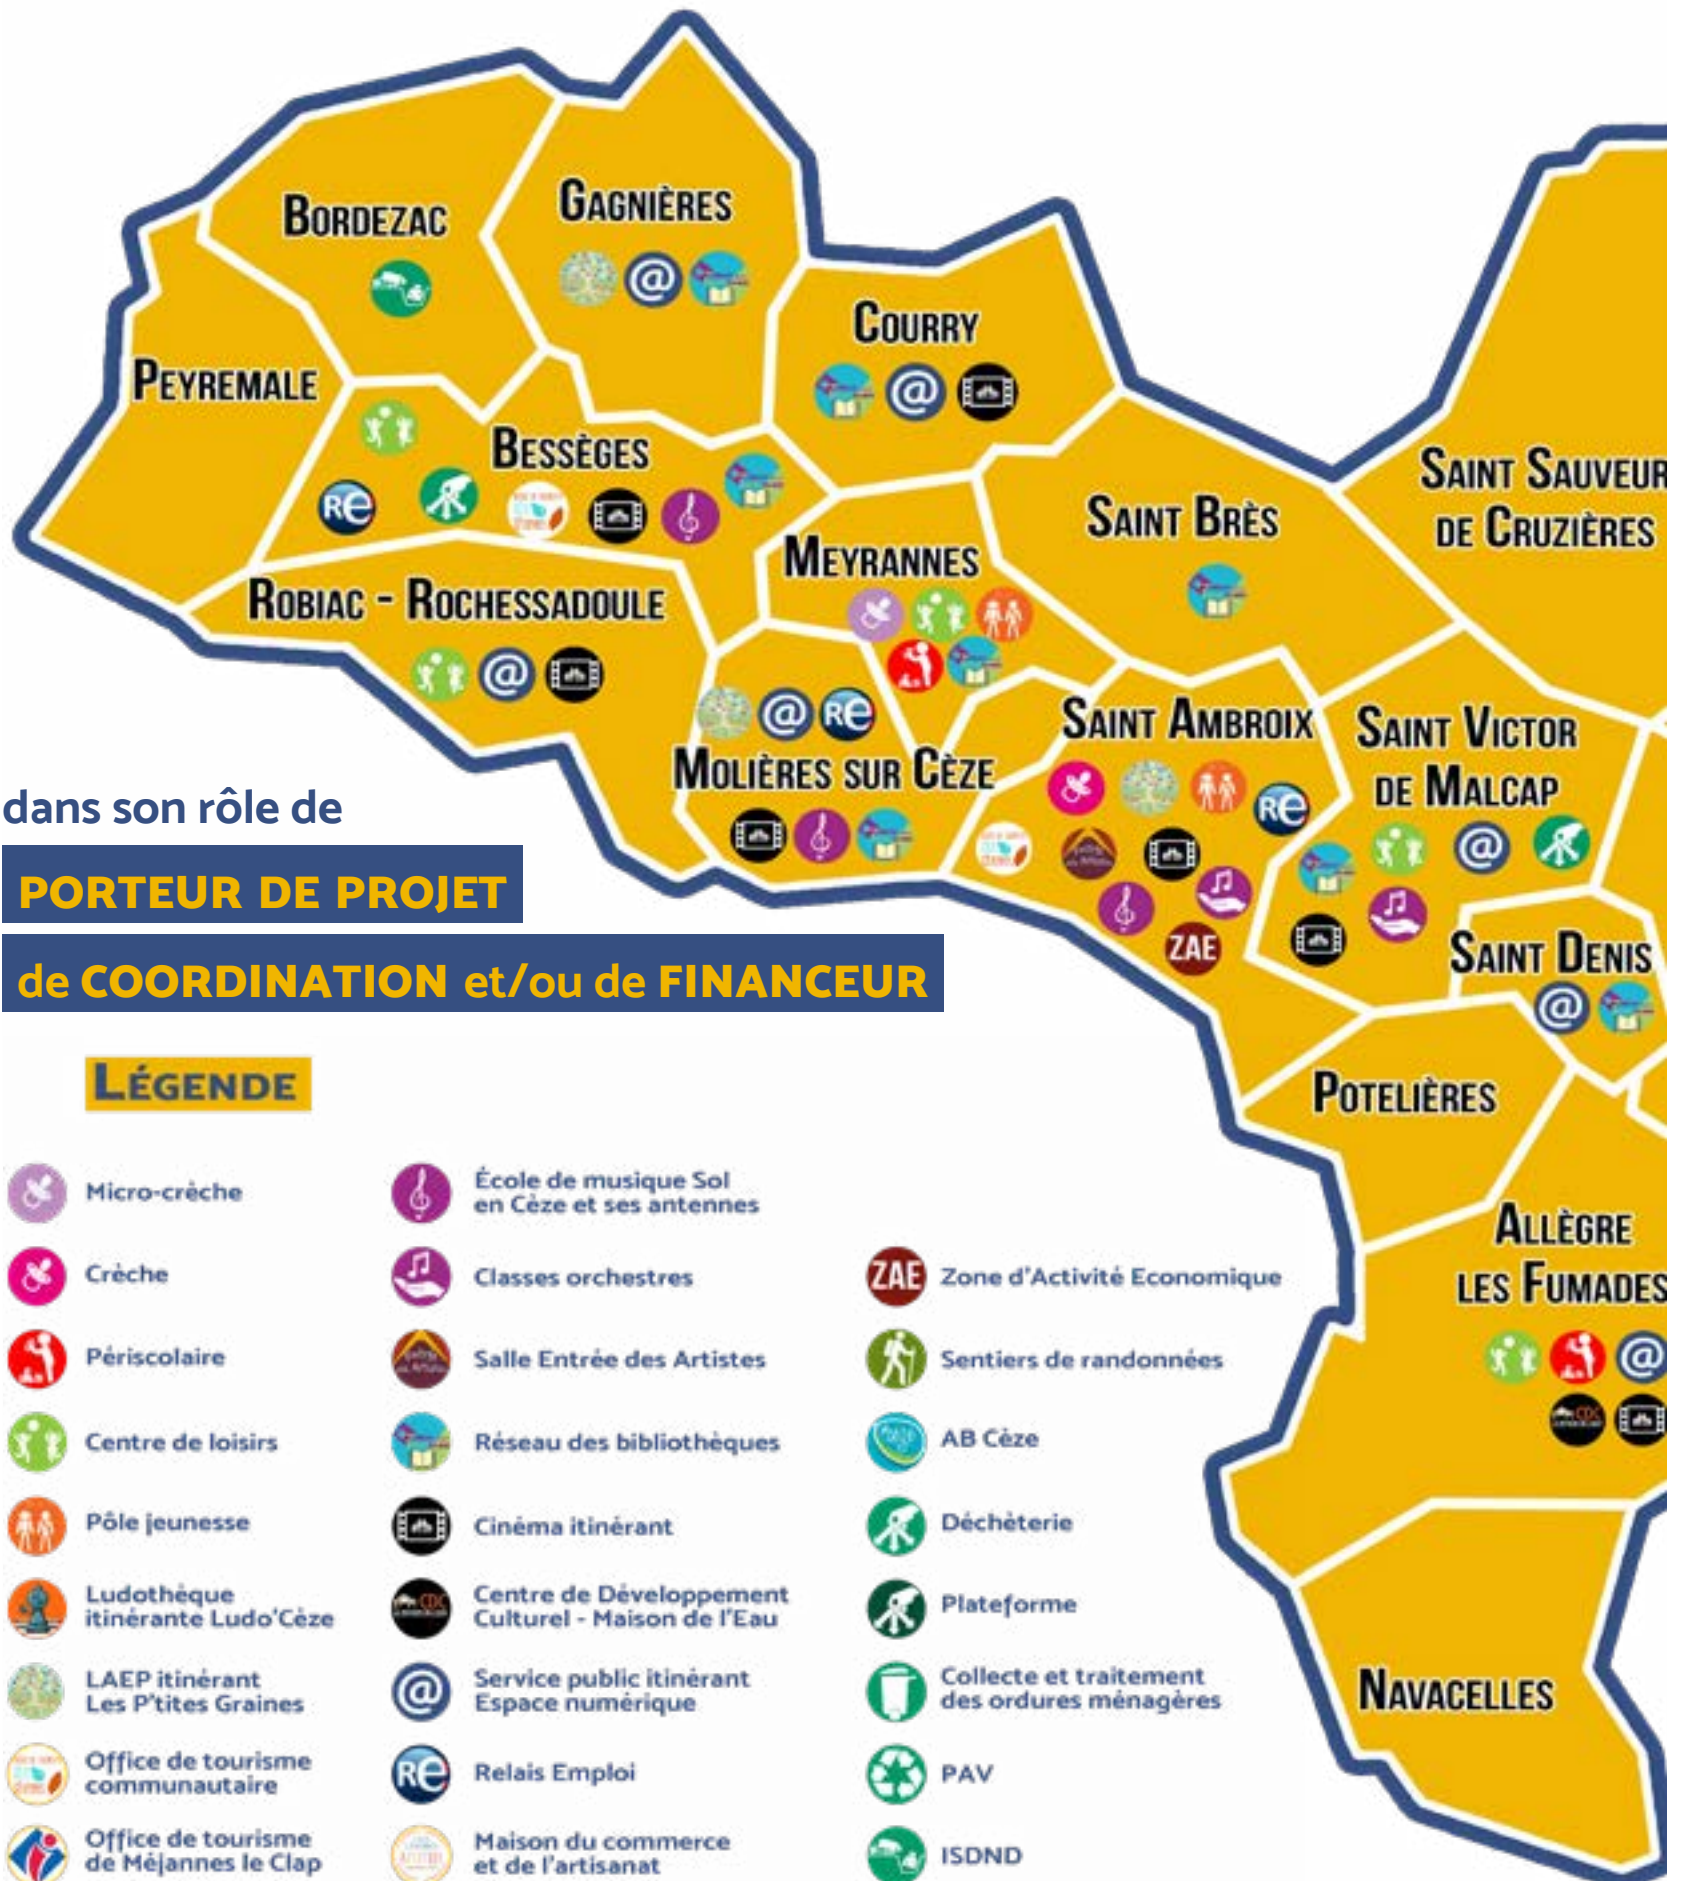 BORDEZAC
GAGNIÈRES
@
COURRY
@
PEYREMALE
BESSÈGES
Re
SAINT SAUVEUR
DE CRUZIÈRES
SAINT BRÈS
MEYRANNES
ROBIAC - ROCHESSADOULE
@
@
Re
MOLIÈRES SUR CÈZE
SAINT AMBROIX
Re
ZAE
SAINT VICTOR
DE MALCAP
@
SAINT DENIS
@
dans son rôle de
PORTEUR DE PROJET
de COORDINATION et/ou de FINANCEUR
POTELIÈRES
ALLÈGRE
LES FUMADES
@
CDC
NAVACELLES
LÉGENDE
Micro-crèche
Crèche
Périscolaire
Centre de loisirs
Pôle jeunesse
Ludothèque
itinérante Ludo'Cèze
LAEP itinérant
Les P'tites Graines
Office de tourisme
communautaire
Office de tourisme
de Méjannes le Clap
École de musique Sol
en Cèze et ses antennes
Classes orchestres
Salle Entrée des Artistes
Réseau des bibliothèques
Cinéma itinérant
CDC
Centre de Développement
Culturel - Maison de l'Eau
@
Service public itinérant
Espace numérique
Re
Relais Emploi
Maison du commerce
et de l'artisanat
ZAE
Zone d'Activité Economique
Sentiers de randonnées
AB Cèze
Déchèterie
Plateforme
Collecte et traitement
des ordures ménagères
PAV
ISDND